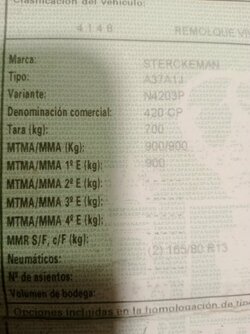 Clasificación del vehículo:
4148 REMOLQUE VI
Marca: STERCKEMAN
Tipo: A37A1J
Variante: N4203P
Denominación comercial: 420 CP
Tara (kg): 700
MTMA/MMA (Kg): 900/900
MTMA/MMA 1º E (kg): 900
MTMA/MMA 2º E (kg):
MTMA/MMA 3º E (kg):
MTMA/MMA 4º E (kg):
MMR S/F, c/F (kg):
Neumáticos: (2) 165/80 R13
Nº de asientos:
Volumen de bodega:
Opciones incluidas en la homologación de tip